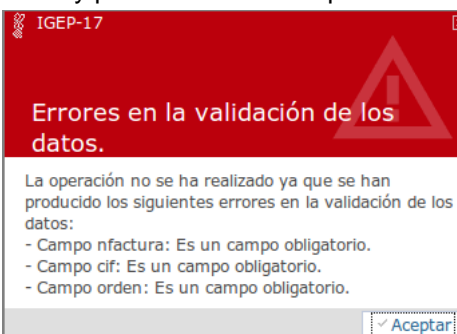 IGEP-17
Errores en la validación de los
datos.
La operación no se ha realizado ya que se han
producido los siguientes errores en la validación de los
datos:
- Campo nfactura: Es un campo obligatorio.
- Campo cif: Es un campo obligatorio.
- Campo orden: Es un campo obligatorio.
Aceptar